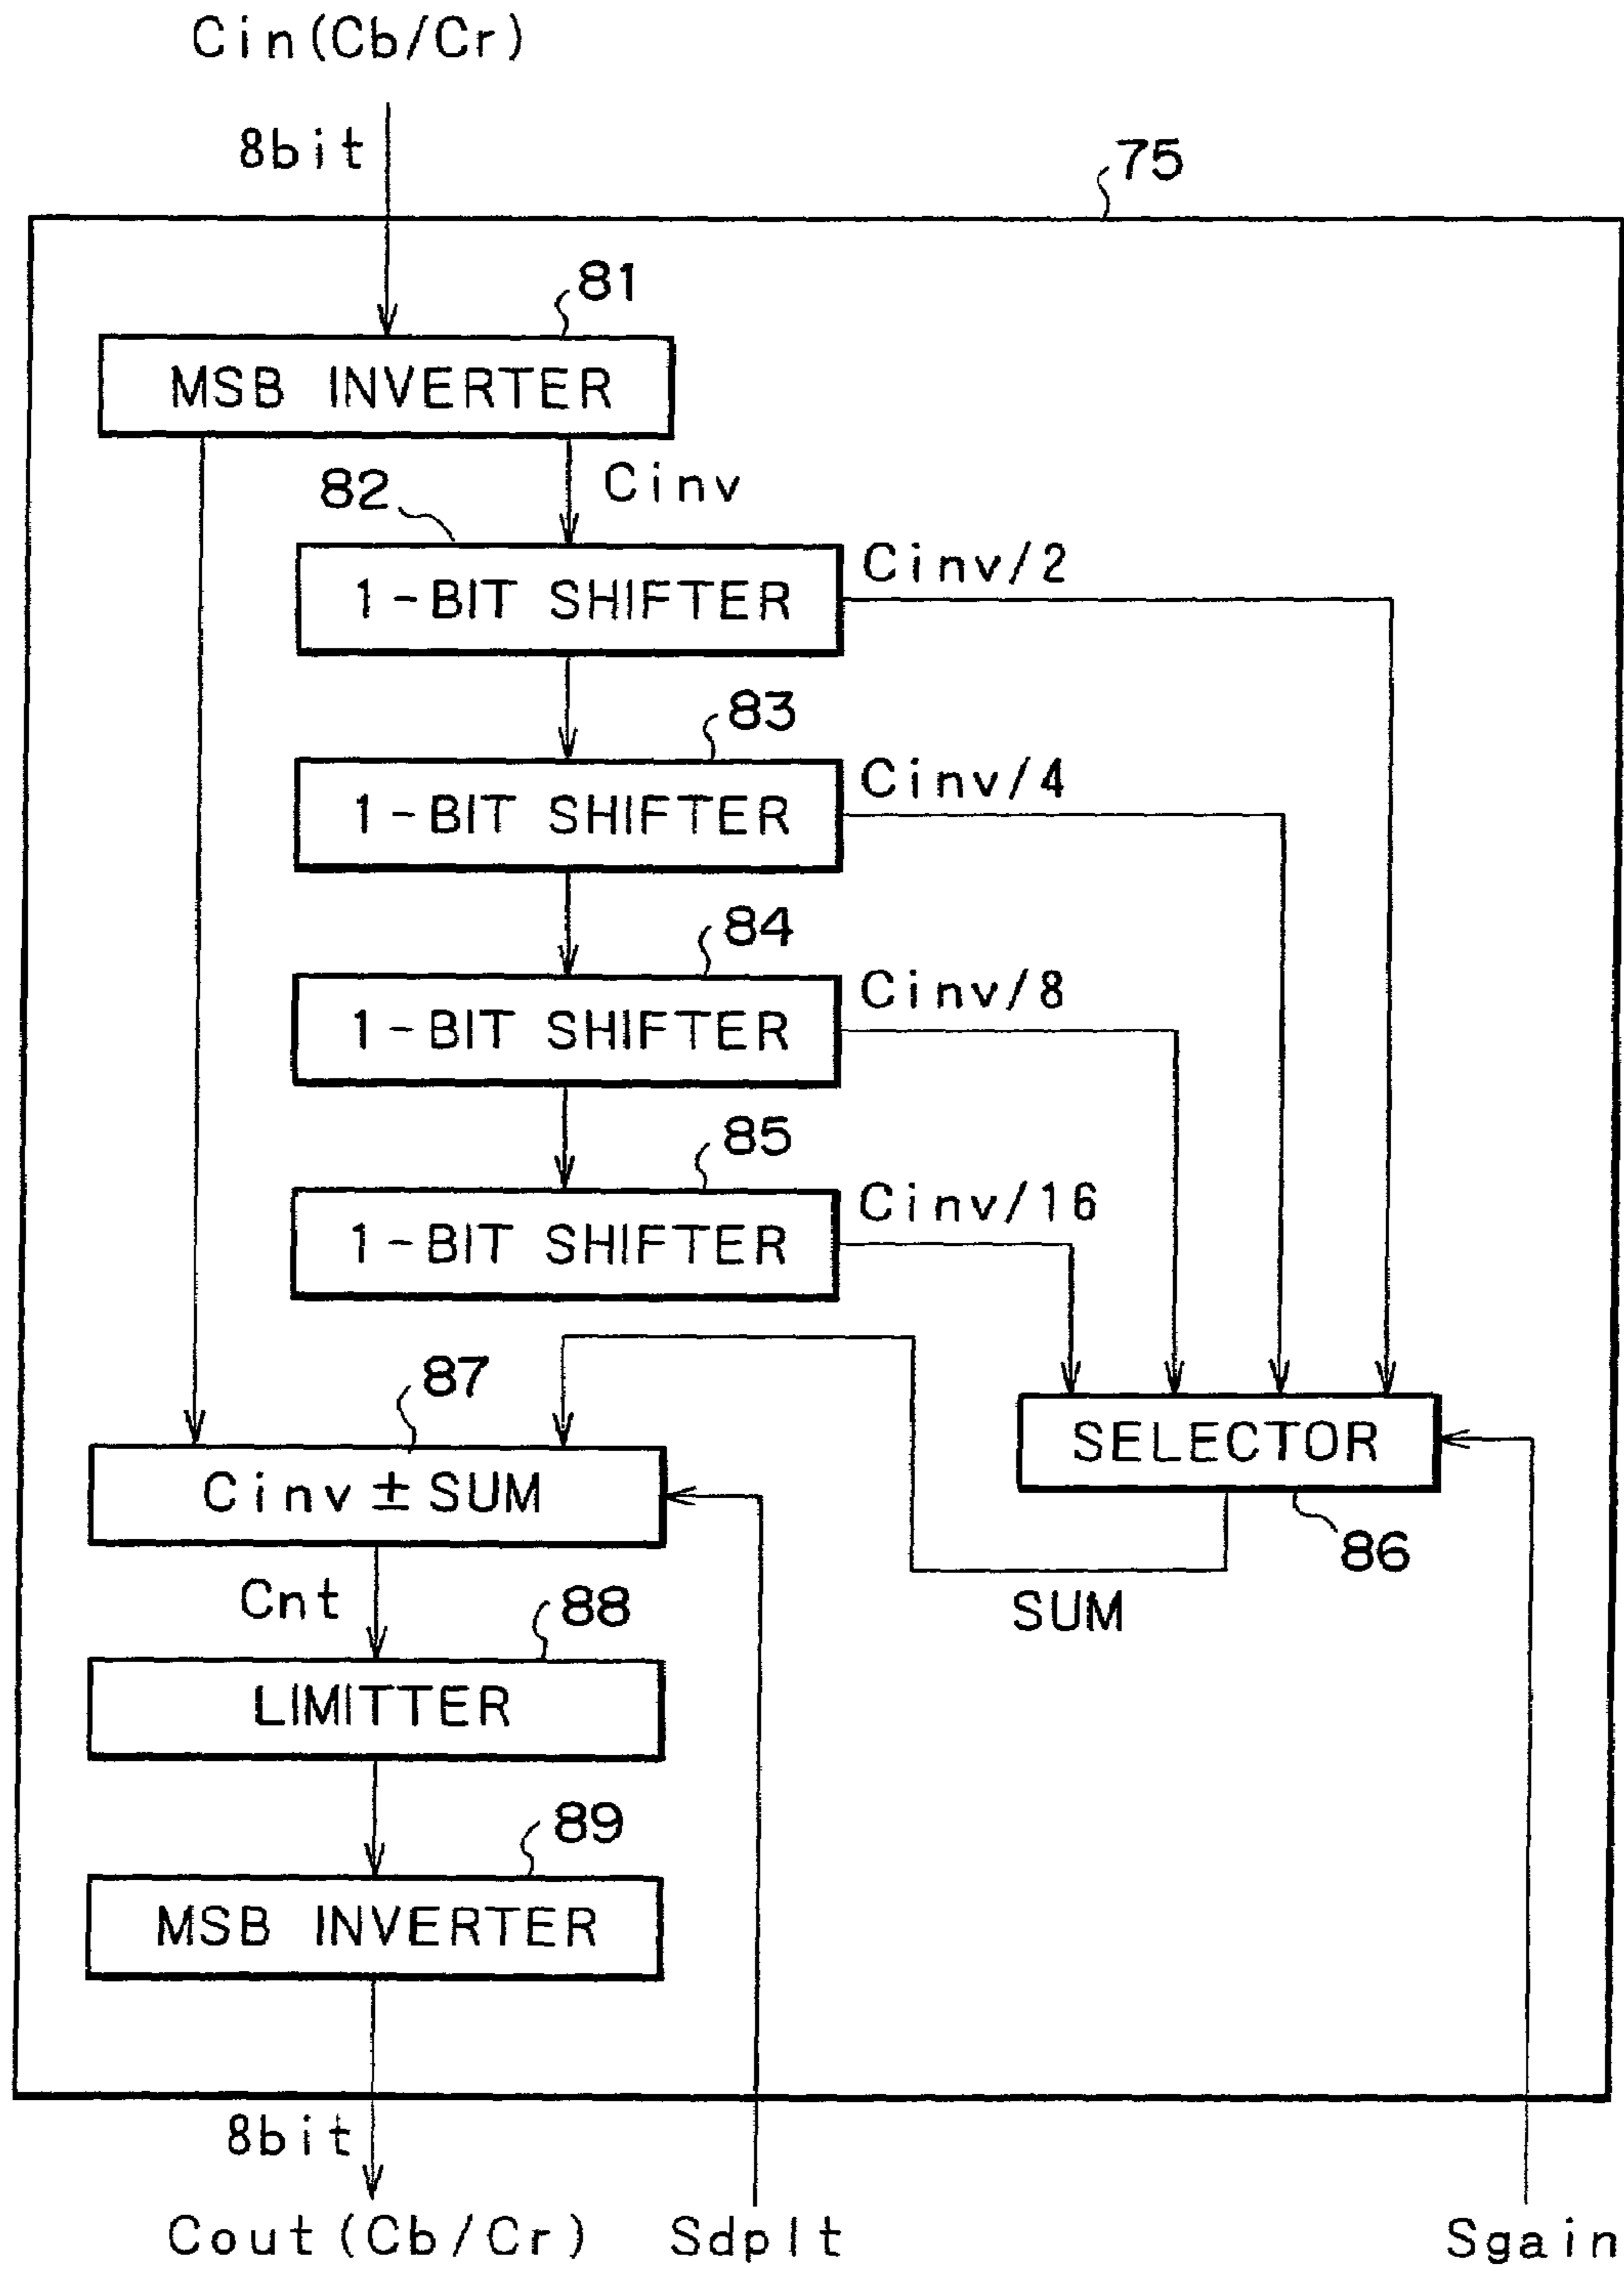 Cin(Cb/Cr)
8bit
75
81
MSB INVERTER
82
Cinv
1-BIT SHIFTER
Cinv/2
83
1-BIT SHIFTER
Cinv/4
84
1-BIT SHIFTER
Cinv/8
85
1-BIT SHIFTER
Cinv/16
87
Cinv±SUM
SELECTOR
86
SUM
Cnt
88
LIMITTER
89
MSB INVERTER
8bit
Cout(Cb/Cr)
Sdplt
Sgain